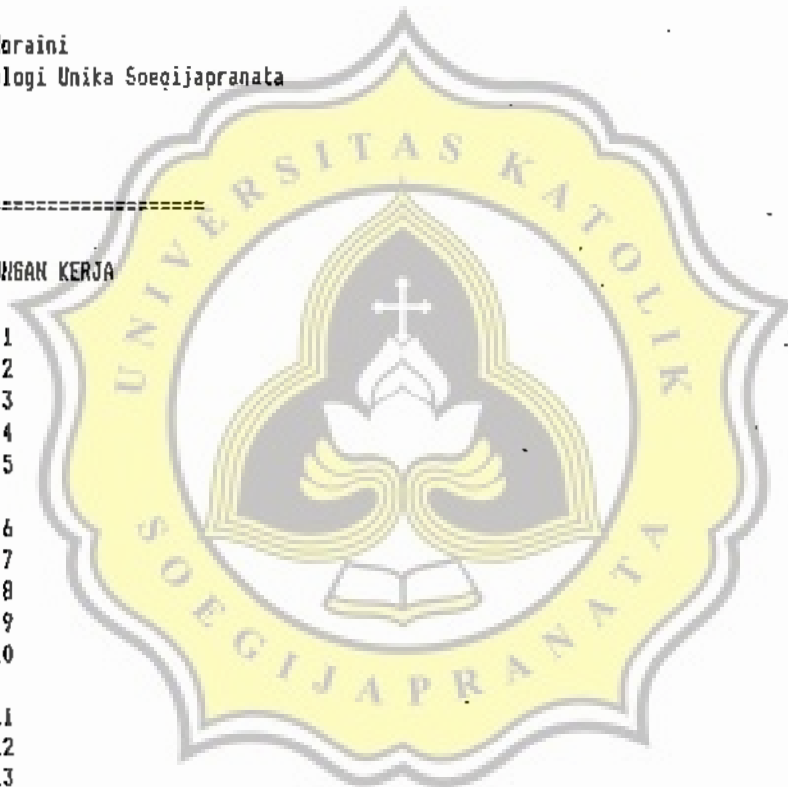 oraini
logi Unika Soegijapranata
==================
NGAN KERJA
1
2
3
4
5
6
7
8
9
10
11
12
13
UNIVERSITAS KATOLIK
SOEGIJAPRANATA